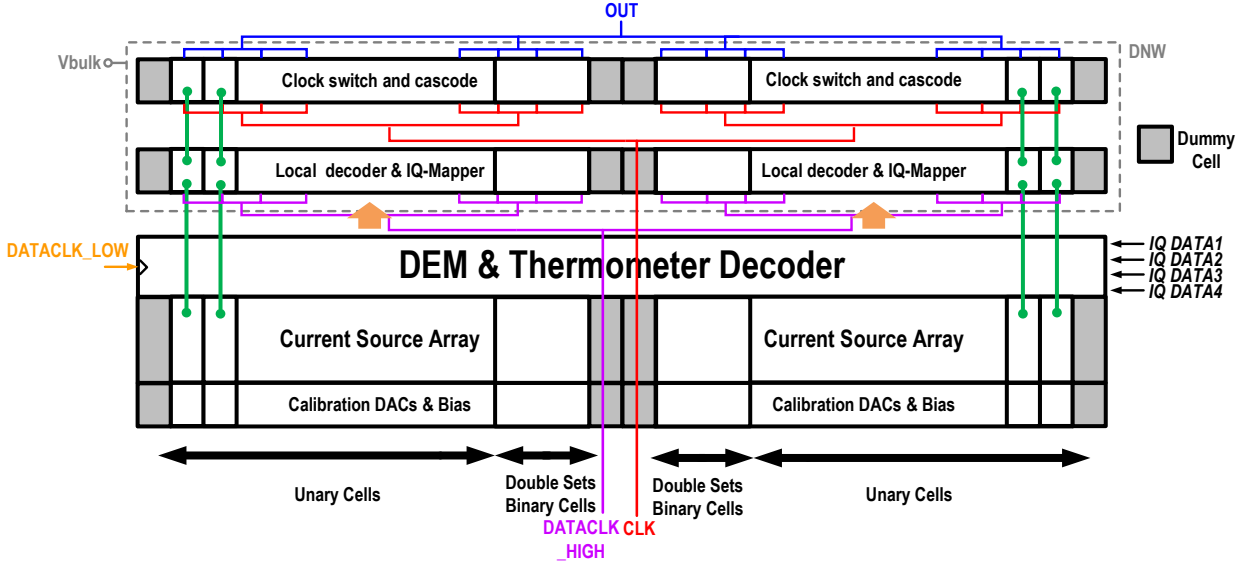 OUT
Vbulk
DNW
Clock switch and cascode
Clock switch and cascode
Dummy
Cell
Local decoder & IQ-Mapper
Local decoder & IQ-Mapper
DATACLK_LOW
DEM & Thermometer Decoder
IQ DATA1
IQ DATA2
IQ DATA3
IQ DATA4
Current Source Array
Current Source Array
Calibration DACs & Bias
Calibration DACs & Bias
Unary Cells
Double Sets
Binary Cells
Double Sets
Binary Cells
Unary Cells
DATACLK
_HIGH
CLK